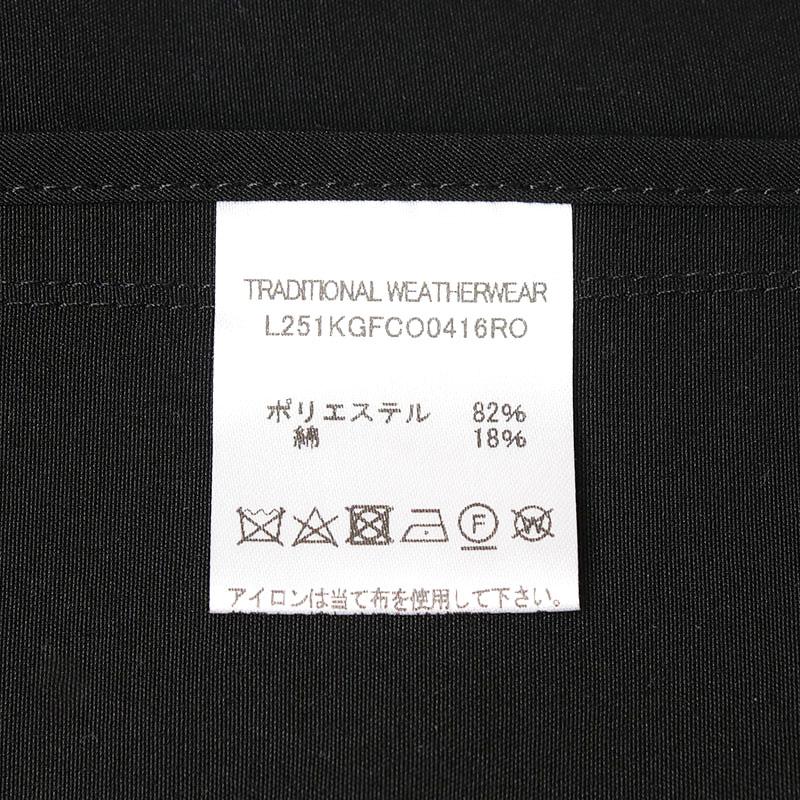 TRADITIONAL WEATHERWEAR
L251KGFCO0416RO
ポリエステル 82%
綿 18%
F W
アイロンは当て布を使用して下さい。